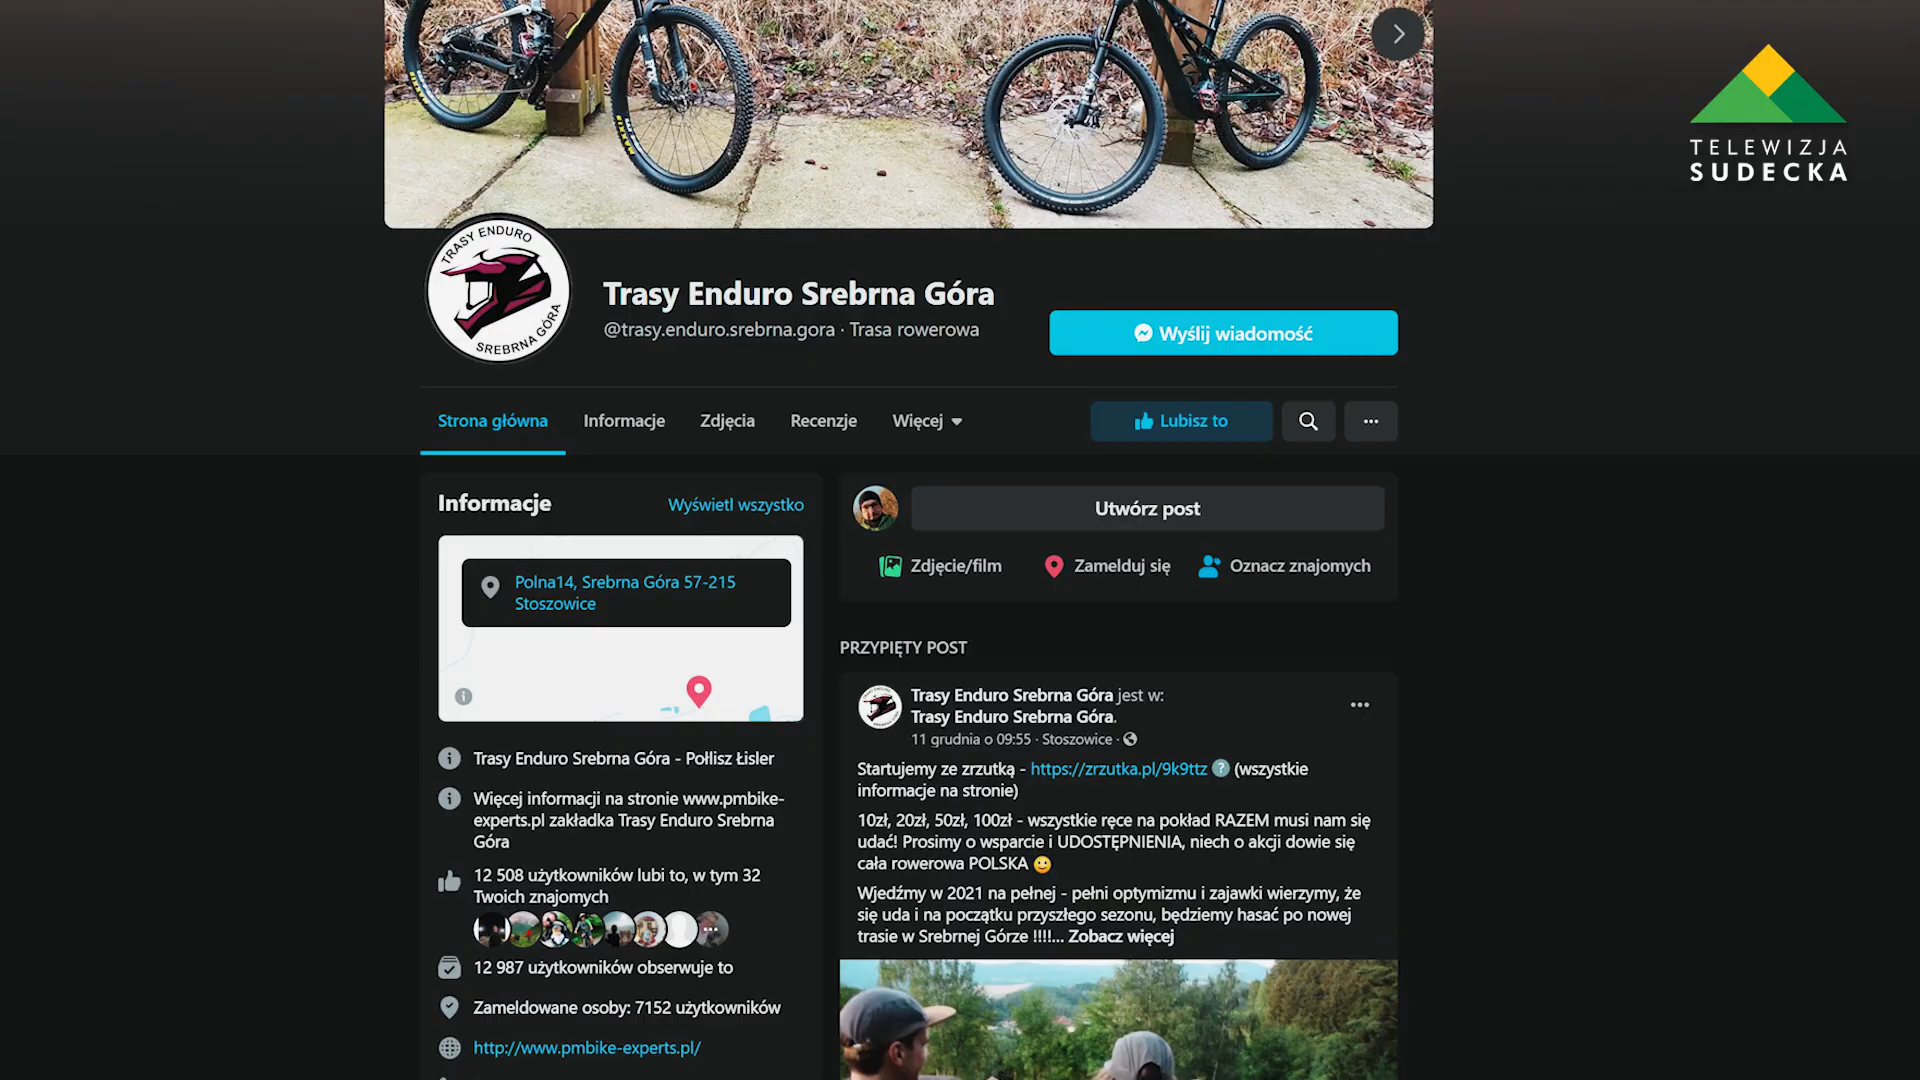 TELEWIZJA
SUDECKA
TRASY ENDURO
SREBRNA GÓRA
Trasy Enduro Srebrna Góra
@trasy.enduro.srebrna.gora · Trasa rowerowa
Wyślij wiadomość
Strona główna
Informacje
Zdjęcia
Recenzje
Więcej
Lubisz to
Informacje
Wyświetl wszystko
Polna14, Srebrna Góra 57-215
Stoszowice
Trasy Enduro Srebrna Góra - Pollisz Łisler
Więcej informacji na stronie www.pmbike-
experts.pl zakładka Trasy Enduro Srebrna
Góra
12 508 użytkowników lubi to, w tym 32
Twoich znajomych
12 987 użytkowników obserwuje to
Zameldowane osoby: 7152 użytkowników
http://www.pmbike-experts.pl/
Utwórz post
Zdjęcie/film
Zamelduj się
Oznacz znajomych
PRZYPIĘTY POST
Trasy Enduro Srebrna Góra jest w:
Trasy Enduro Srebrna Góra.
11 grudnia o 09:55 · Stoszowice ·
Startujemy ze zrzutką - https://zrzutka.pl/9k9ttz (wszystkie
informacje na stronie)
10zł, 20zł, 50zł, 100zł - wszystkie ręce na pokład RAZEM musi nam się
udać! Prosimy o wsparcie i UDOSTĘPNIENIA, niech o akcji dowie się
cała rowerowa POLSKA 🙂
Wjedźmy w 2021 na pełnej - pełni optymizmu i zajawki wierzymy, że
się uda i na początku przyszłego sezonu, będziemy hasać po nowej
trasie w Srebrnej Górze !!!!... Zobacz więcej